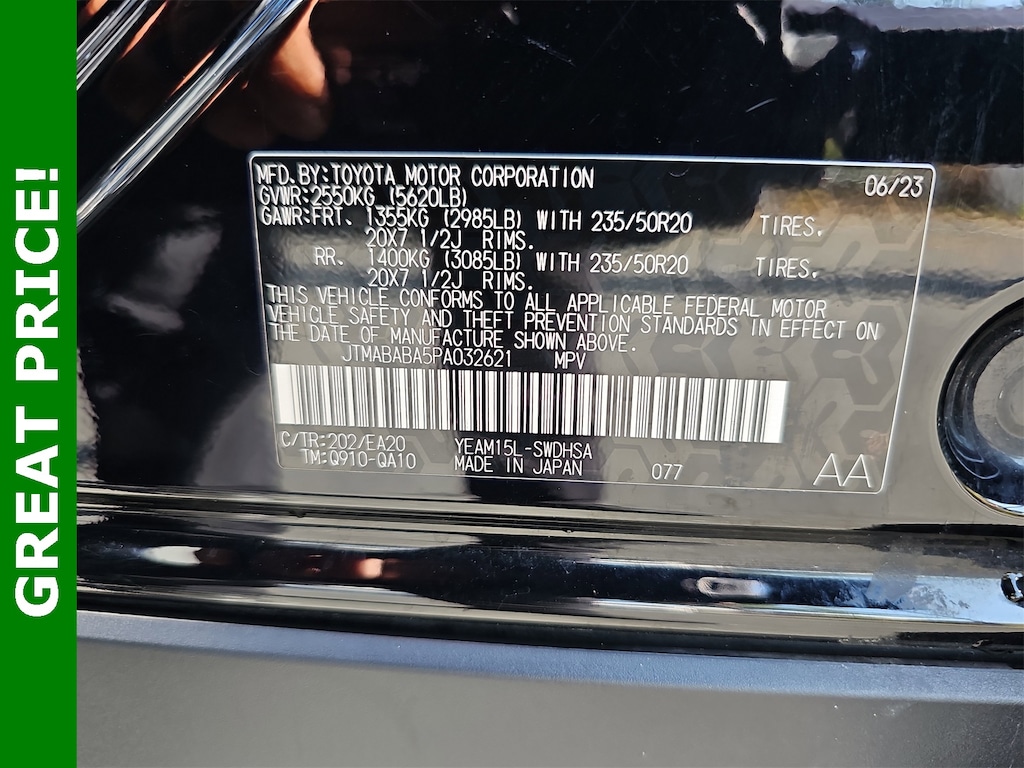 GREAT PRICE!
MFD.BY:TOYOTA MOTOR CORPORATION 06/23
GVWR:2550KG (5620LB)
GAWR:FRT. 1355KG (2985LB) WITH 235/50R20 TIRES,
20X7 1/2J RIMS.
RR. 1400KG (3085LB) WITH 235/50R20 TIRES,
20X7 1/2J RIMS.
THIS VEHICLE CONFORMS TO ALL APPLICABLE FEDERAL MOTOR
VEHICLE SAFETY AND THEFT PREVENTION STANDARDS IN EFFECT ON
THE DATE OF MANUFACTURE SHOWN ABOVE.
JTMABABA5PA032621 MPV
C/TR:202/EA20 YEAM15L-SWDHSA
TM:Q910-QA10 MADE IN JAPAN 077 AA